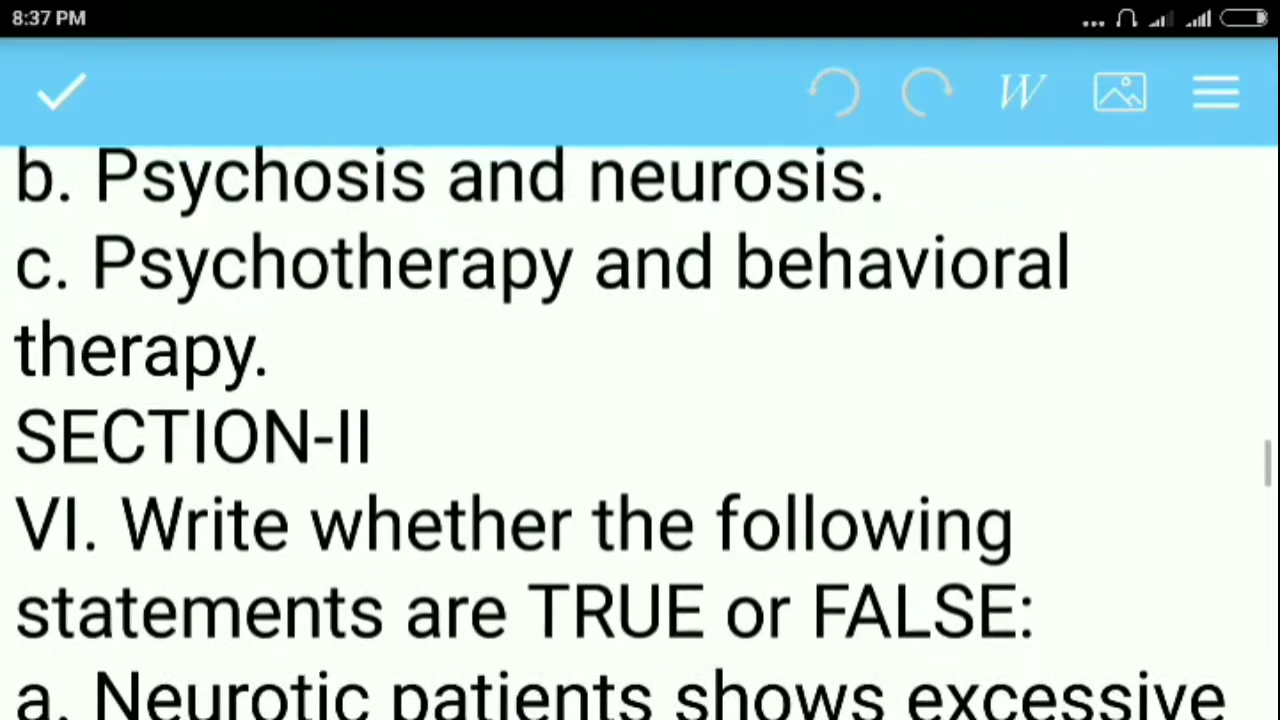 8:37 PM
W
b. Psychosis and neurosis.
c. Psychotherapy and behavioral
therapy.
SECTION-II
VI. Write whether the following
statements are TRUE or FALSE:
a. Neurotic patients shows excessive